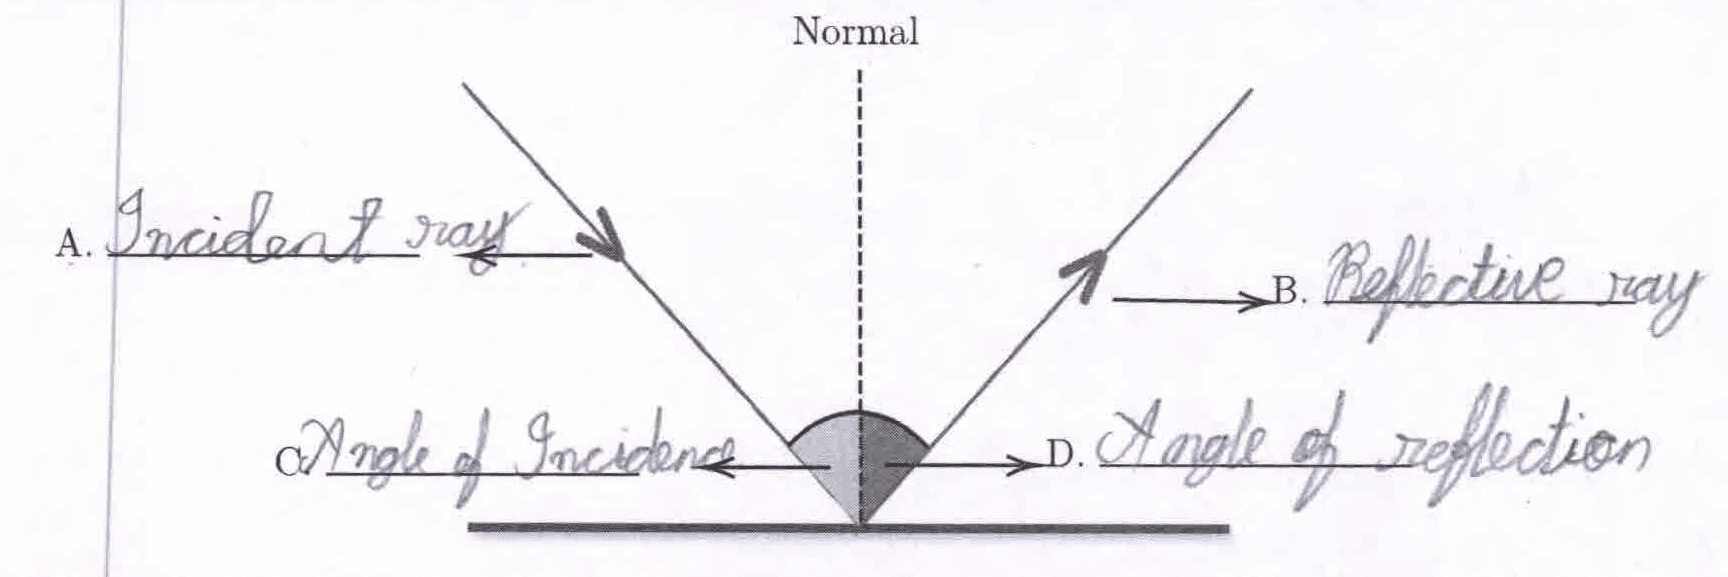 Normal
A. Incident ray
B. Reflective ray
C. Angle of Incidence
D. Angle of reflection